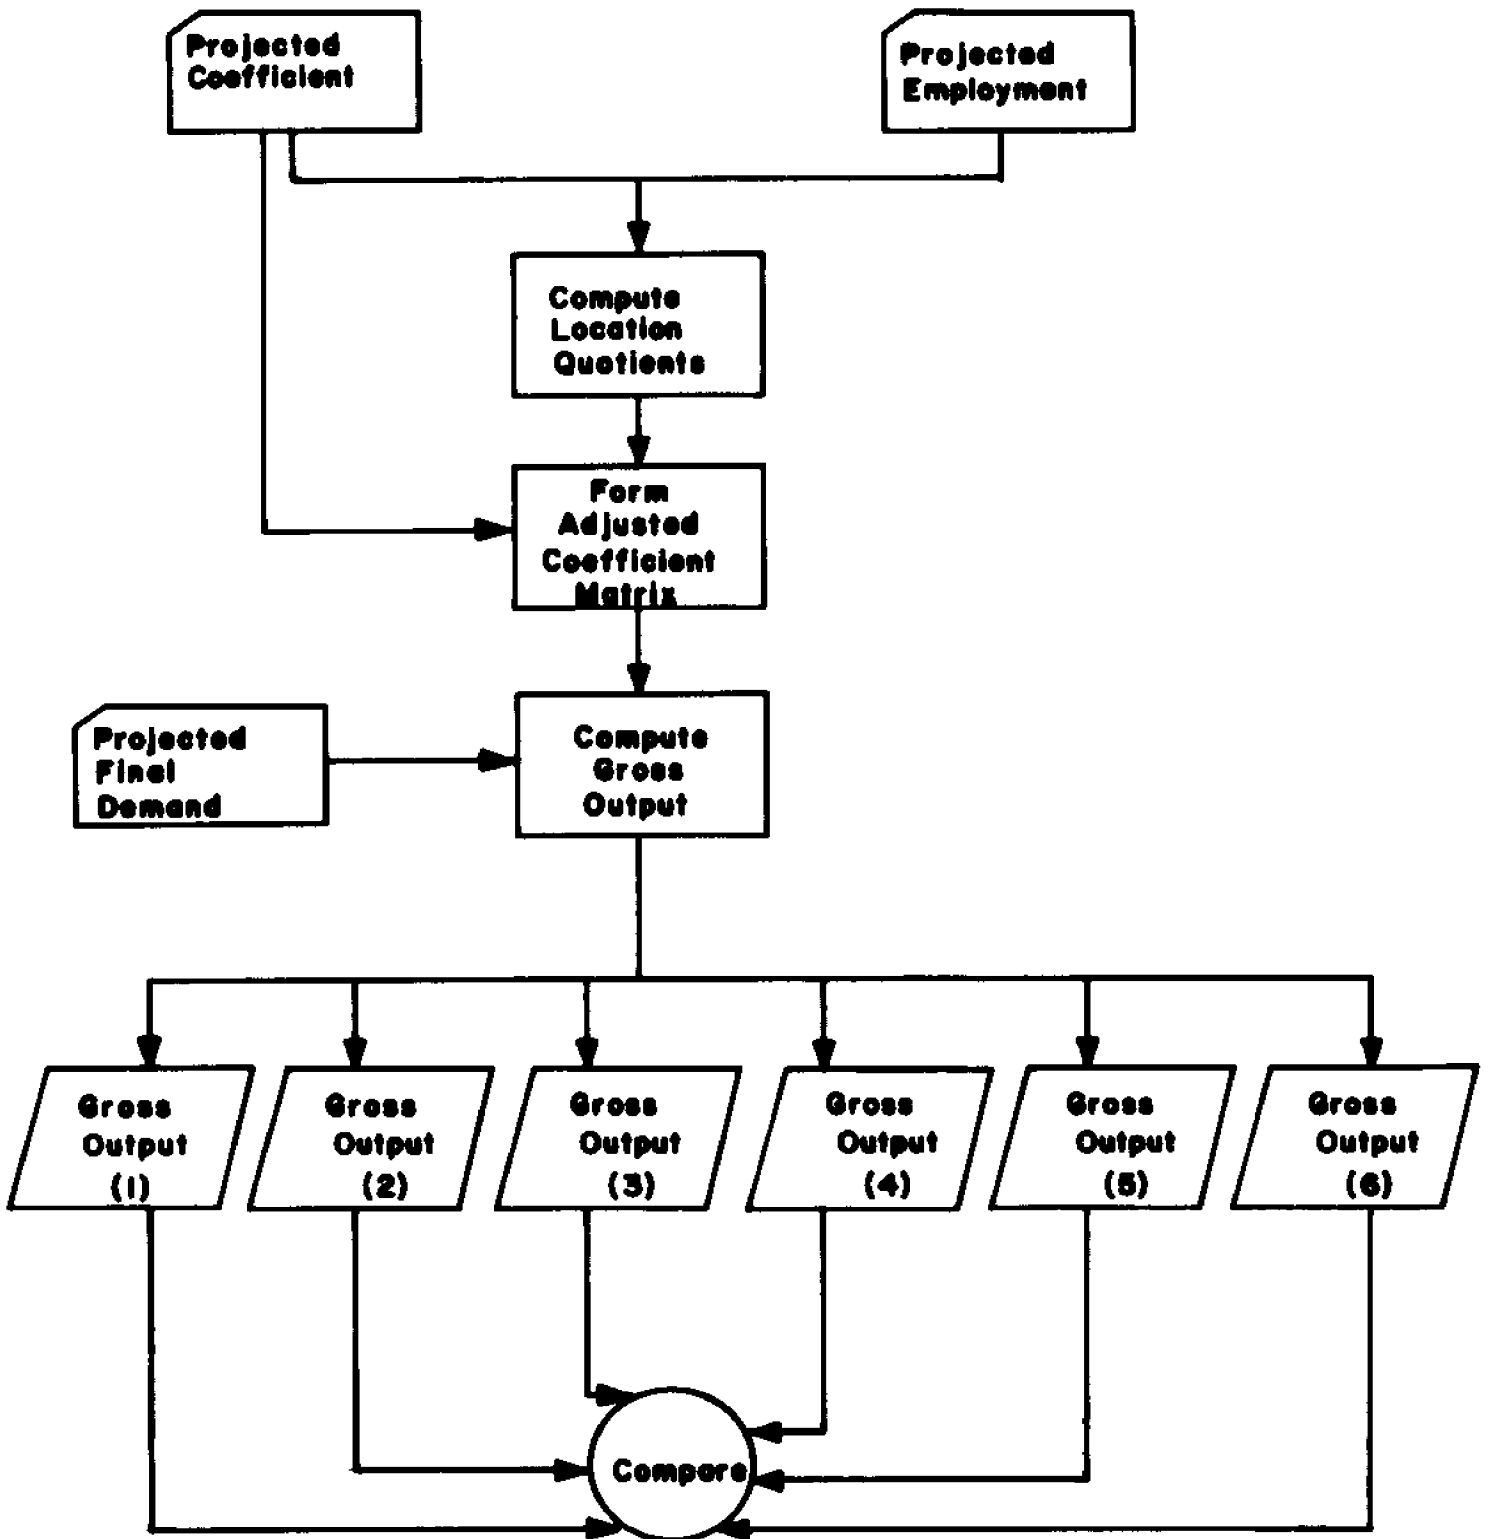 Projected
Coefficient
Projected
Employment
Compute
Location
Quotients
Form
Adjusted
Coefficient
Matrix
Projected
Final
Demand
Compute
Gross
Output
Gross
Output
(1)
Gross
Output
(2)
Gross
Output
(3)
Gross
Output
(4)
Gross
Output
(5)
Gross
Output
(6)
Compare